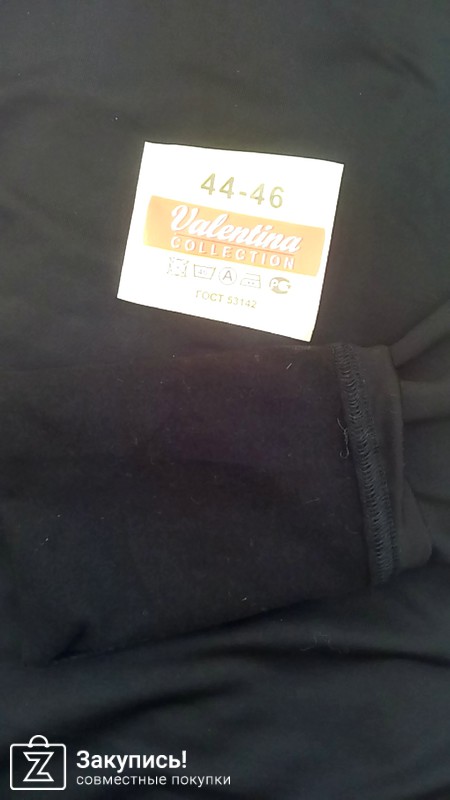 44-46
Valentina
COLLECTION
A
ГОСТ 53142
Z
Закупись!
совместные покупки